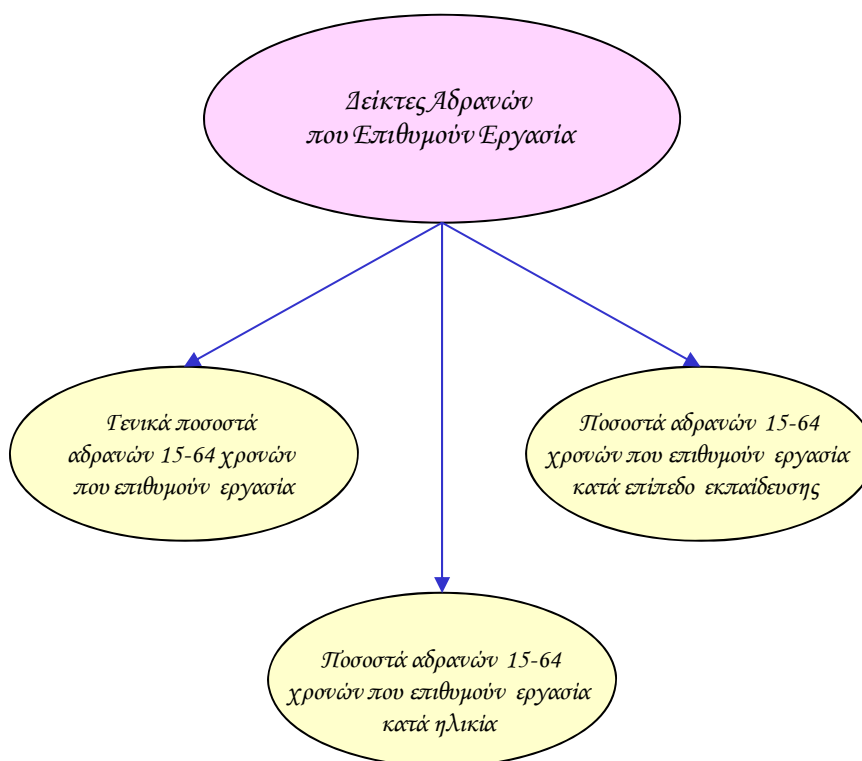 Δείκτες Αδρανών
που Επιθυμούν Εργασία
Γενικά ποσοστά
αδρανών 15-64 χρονών
που επιθυμούν εργασία
Ποσοστά αδρανών 15-64
χρονών που επιθυμούν εργασία
κατά επίπεδο εκπαίδευσης
Ποσοστά αδρανών 15-64
χρονών που επιθυμούν εργασία
κατά ηλικία